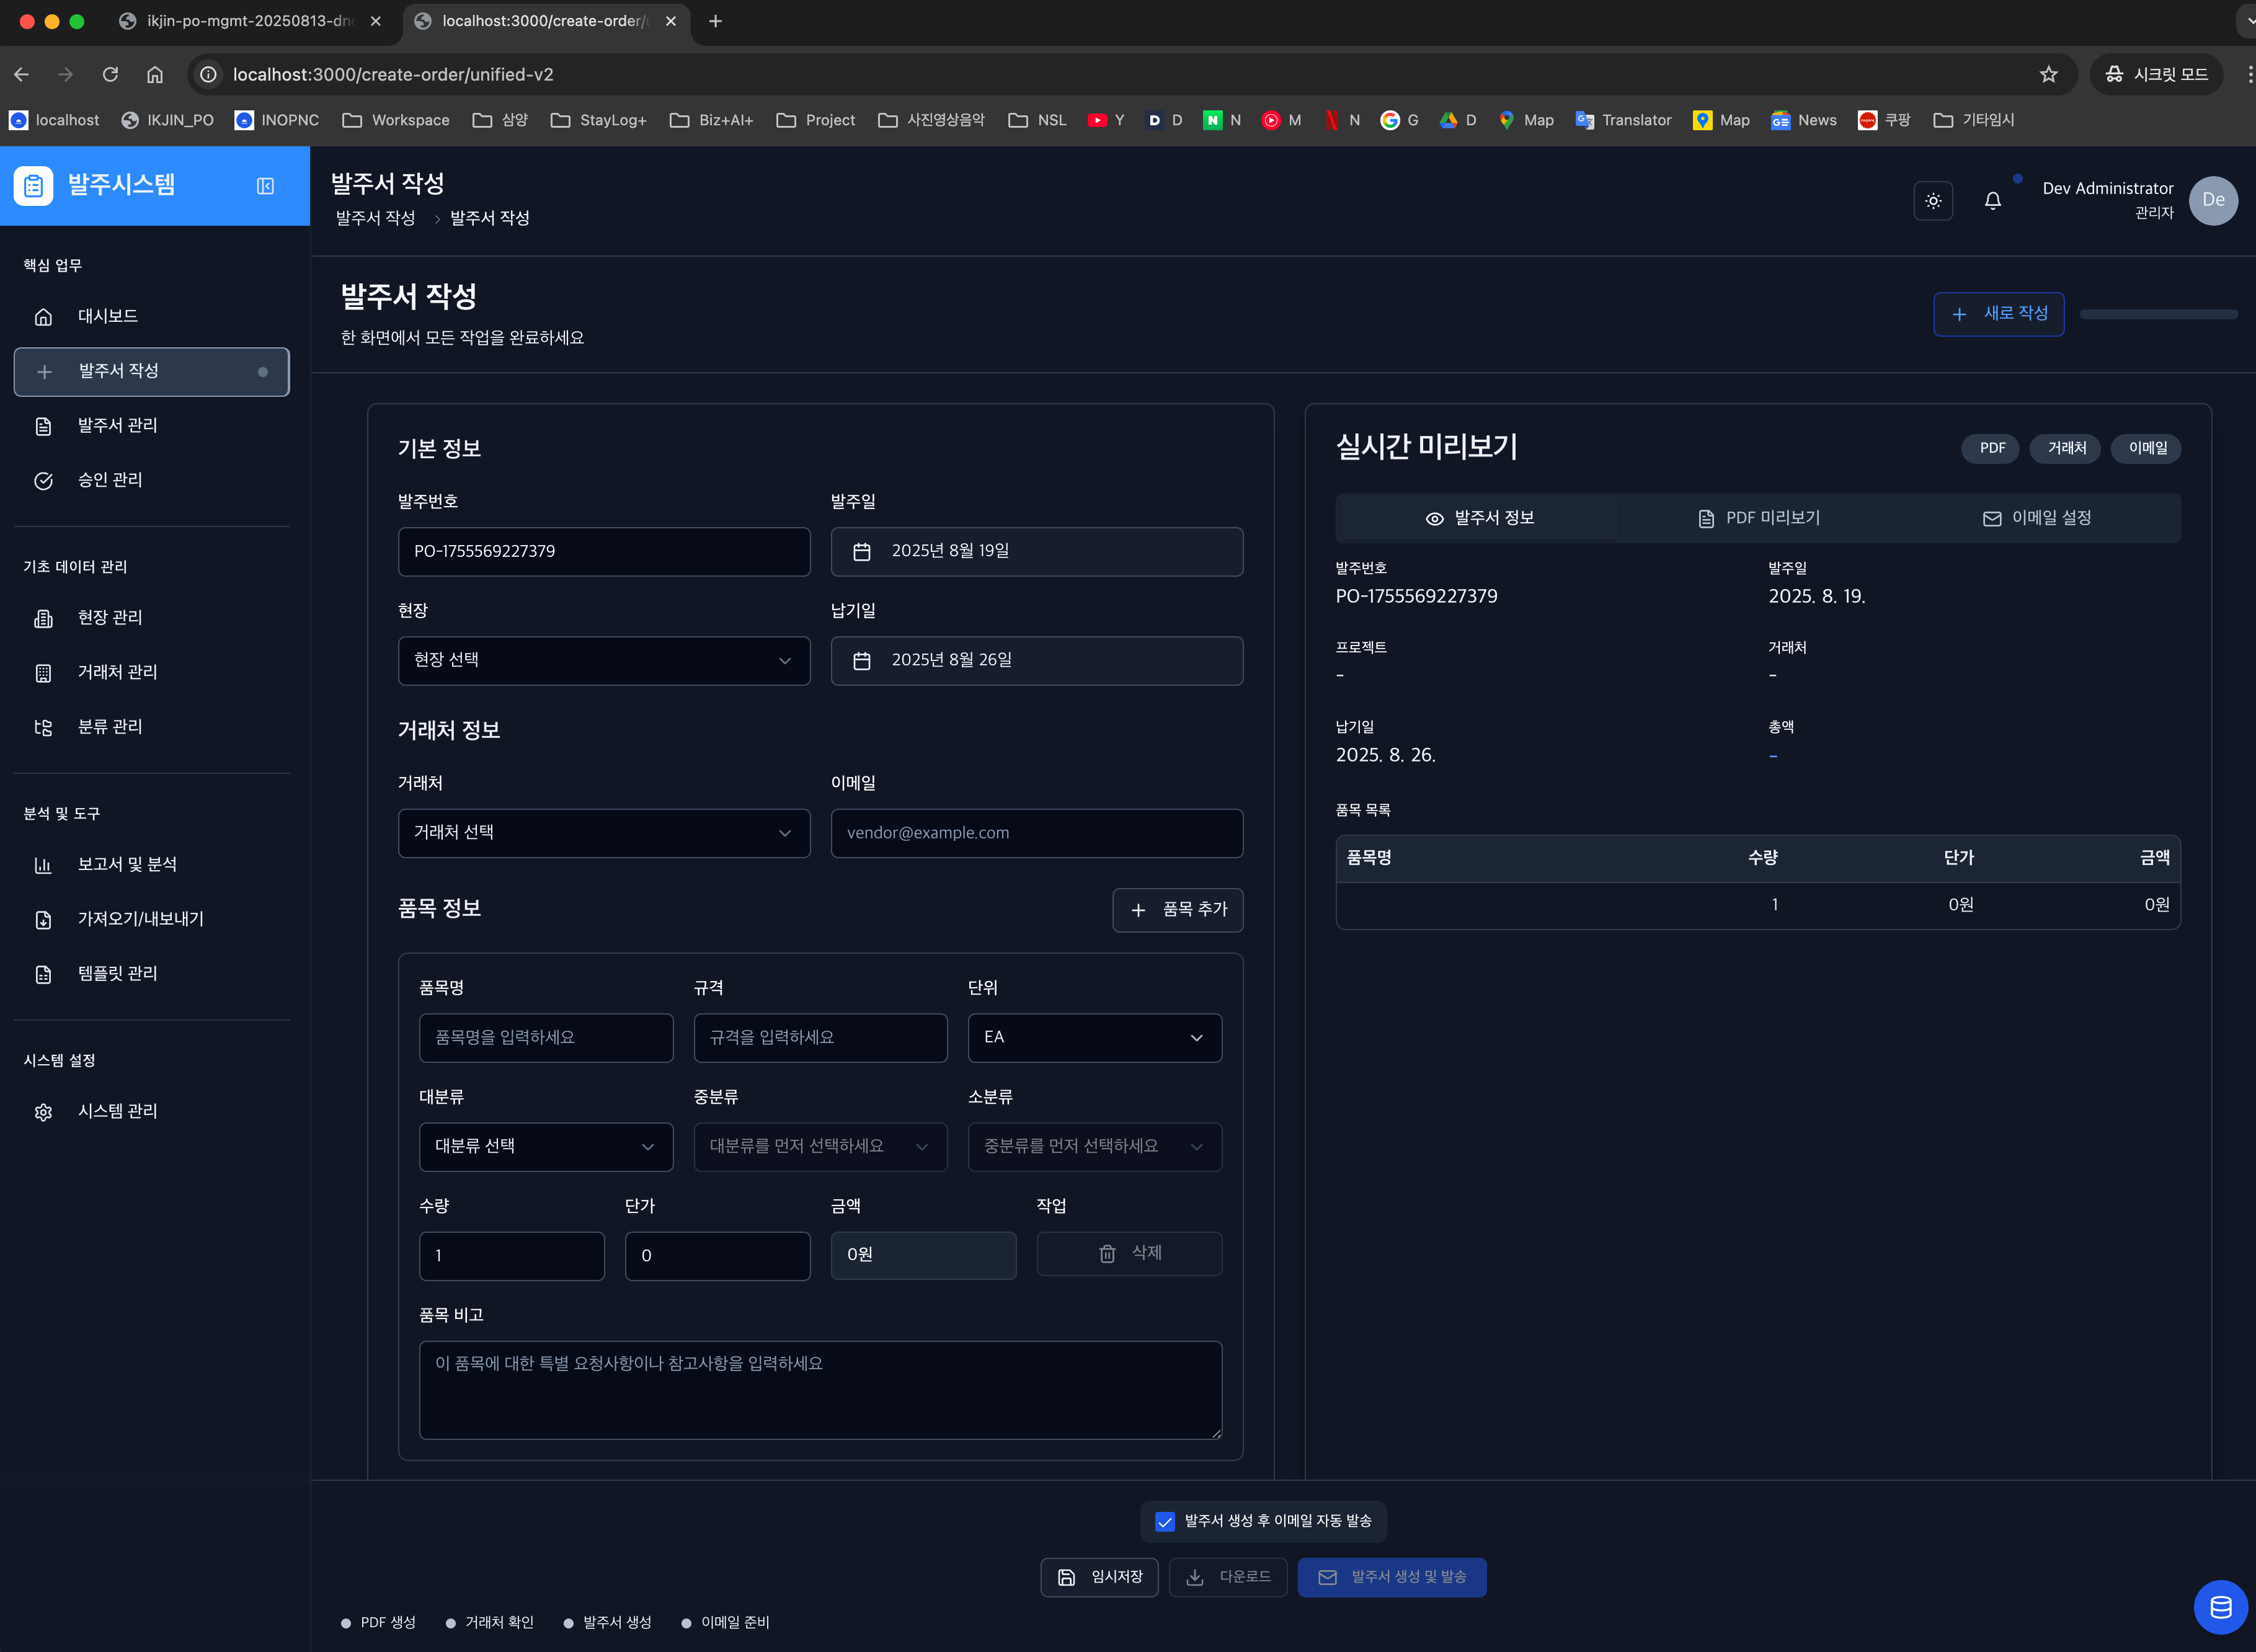 ikjin-po-mgmt-20250813-dn
localhost:3000/create-order/u
localhost:3000/create-order/unified-v2
시크릿 모드
localhost IKJIN_PO INOPNC Workspace 삼양 StayLog+ Biz+AI+ Project 사진영상음악 NSL Y D N M N G D Map Translator Map News 쿠팡 기타임시
발주시스템
핵심 업무
대시보드
발주서 작성
발주서 관리
승인 관리
기초 데이터 관리
현장 관리
거래처 관리
분류 관리
분석 및 도구
보고서 및 분석
가져오기/내보내기
템플릿 관리
시스템 설정
시스템 관리
발주서 작성
발주서 작성 > 발주서 작성
Dev Administrator
관리자
De
발주서 작성
한 화면에서 모든 작업을 완료하세요
+ 새로 작성
기본 정보
발주번호 발주일
PO-1755569227379 2025년 8월 19일
현장 납기일
현장 선택 2025년 8월 26일
거래처 정보
거래처 이메일
거래처 선택 vendor@example.com
품목 정보 + 품목 추가
품목명 규격 단위
품목명을 입력하세요 규격을 입력하세요 EA
대분류 중분류 소분류
대분류 선택 대분류를 먼저 선택하세요 중분류를 먼저 선택하세요
수량 단가 금액 작업
1 0 0원 삭제
품목 비고
이 품목에 대한 특별 요청사항이나 참고사항을 입력하세요
실시간 미리보기
PDF 거래처 이메일
발주서 정보 PDF 미리보기 이메일 설정
발주번호 발주일
PO-1755569227379 2025. 8. 19.
프로젝트 거래처
- -
납기일 총액
2025. 8. 26. -
품목 목록
품목명 수량 단가 금액
1 0원 0원
발주서 생성 후 이메일 자동 발송
임시저장 다운로드 발주서 생성 및 발송
PDF 생성 거래처 확인 발주서 생성 이메일 준비